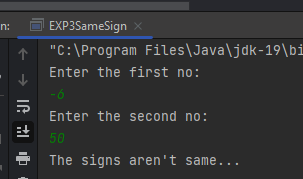 n: EXP3SameSign ×
"C:\Program Files\Java\jdk-19\bi
Enter the first no:
-6
Enter the second no:
50
The signs aren't same...